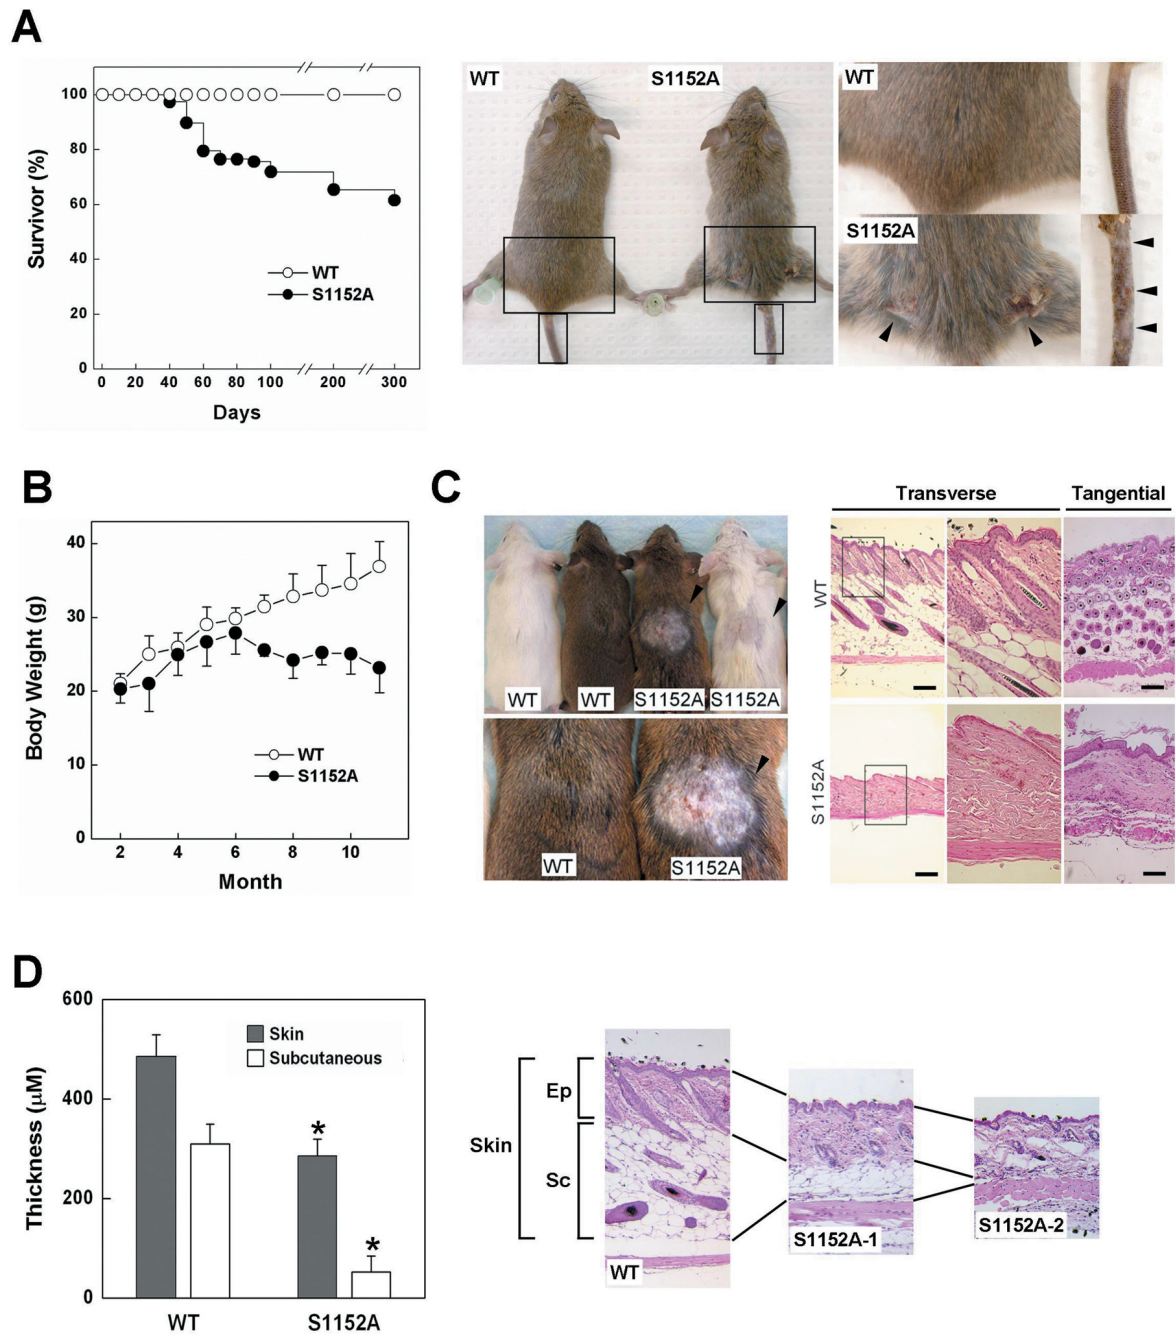 A
Survivor (%)
100
80
60
40
20
0
WT
S1152A
0 20 40 60 80 100 200 300
Days
WT
S1152A
WT
S1152A
B
Body Weight (g)
40
30
20
10
0
WT
S1152A
2 4 6 8 10
Month
C
WT
WT
S1152A
S1152A
WT
S1152A
Transverse
Tangential
WT
S1152A
D
Thickness (μM)
600
400
200
0
Skin
Subcutaneous
*
*
WT
S1152A
Skin
Ep
Sc
WT
S1152A-1
S1152A-2